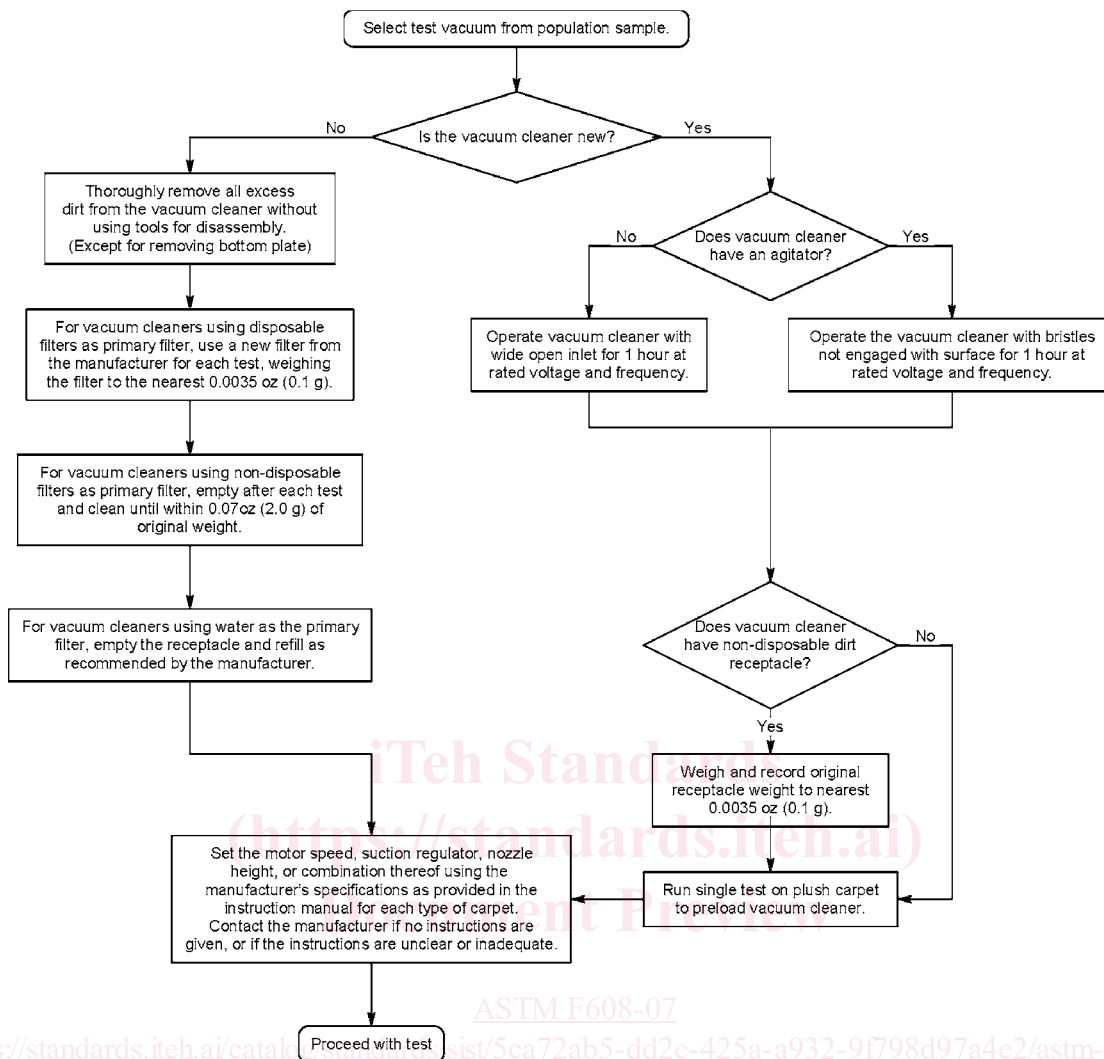 Select test vacuum from population sample.
Is the vacuum cleaner new?
No
Yes
Thoroughly remove all excess
dirt from the vacuum cleaner without
using tools for disassembly.
(Except for removing bottom plate)
For vacuum cleaners using disposable
filters as primary filter, use a new filter from
the manufacturer for each test, weighing
the filter to the nearest 0.0035 oz (0.1 g).
For vacuum cleaners using non-disposable
filters as primary filter, empty after each test
and clean until within 0.07oz (2.0 g) of
original weight.
For vacuum cleaners using water as the primary
filter, empty the receptacle and refill as
recommended by the manufacturer.
Does vacuum cleaner
have an agitator?
No
Yes
Operate vacuum cleaner with
wide open inlet for 1 hour at
rated voltage and frequency.
Operate the vacuum cleaner with bristles
not engaged with surface for 1 hour at
rated voltage and frequency.
Does vacuum cleaner
have non-disposable dirt
receptacle?
No
Yes
Weigh and record original
receptacle weight to nearest
0.0035 oz (0.1 g).
Run single test on plush carpet
to preload vacuum cleaner.
Set the motor speed, suction regulator, nozzle
height, or combination thereof using the
manufacturer's specifications as provided in the
instruction manual for each type of carpet.
Contact the manufacturer if no instructions are
given, or if the instructions are unclear or inadequate.
Proceed with test
iTeh Standards
(https://standards.iteh.ai)
Document Preview
ASTM F608-07
s://standards.iteh.ai/catalog/standards/sist/5ca72ab5-dd2e-425a-a932-9f798d97a4e2/astm-